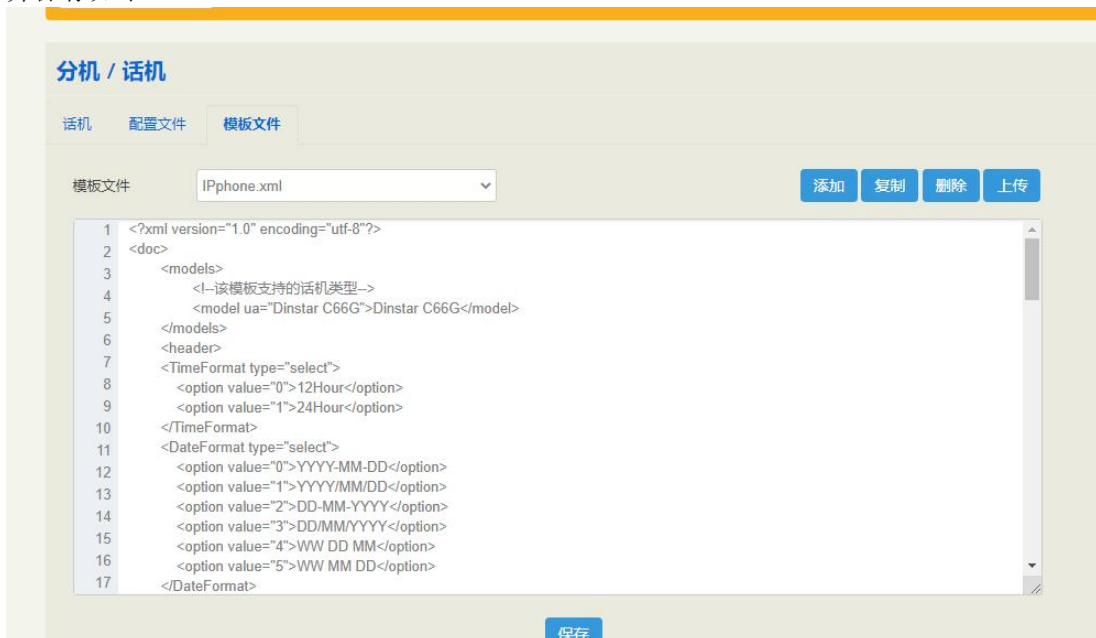 分机 / 话机
话机 配置文件 模板文件
模板文件 IPphone.xml 添加 复制 删除 上传
1 <?xml version="1.0" encoding="utf-8"?>
2 <doc>
3 <models>
4 <!--该模板支持的话机类型-->
5 <model ua="Dinstar C66G">Dinstar C66G</model>
6 </models>
7 <header>
8 <TimeFormat type="select">
9 <option value="0">12Hour</option>
10 <option value="1">24Hour</option>
11 </TimeFormat>
12 <DateFormat type="select">
13 <option value="0">YYYY-MM-DD</option>
14 <option value="1">YYYY/MM/DD</option>
15 <option value="2">DD-MM-YYYY</option>
16 <option value="3">DD/MM/YYYY</option>
17 <option value="4">WW DD MM</option>
<option value="5">WW MM DD</option>
</DateFormat>
保存